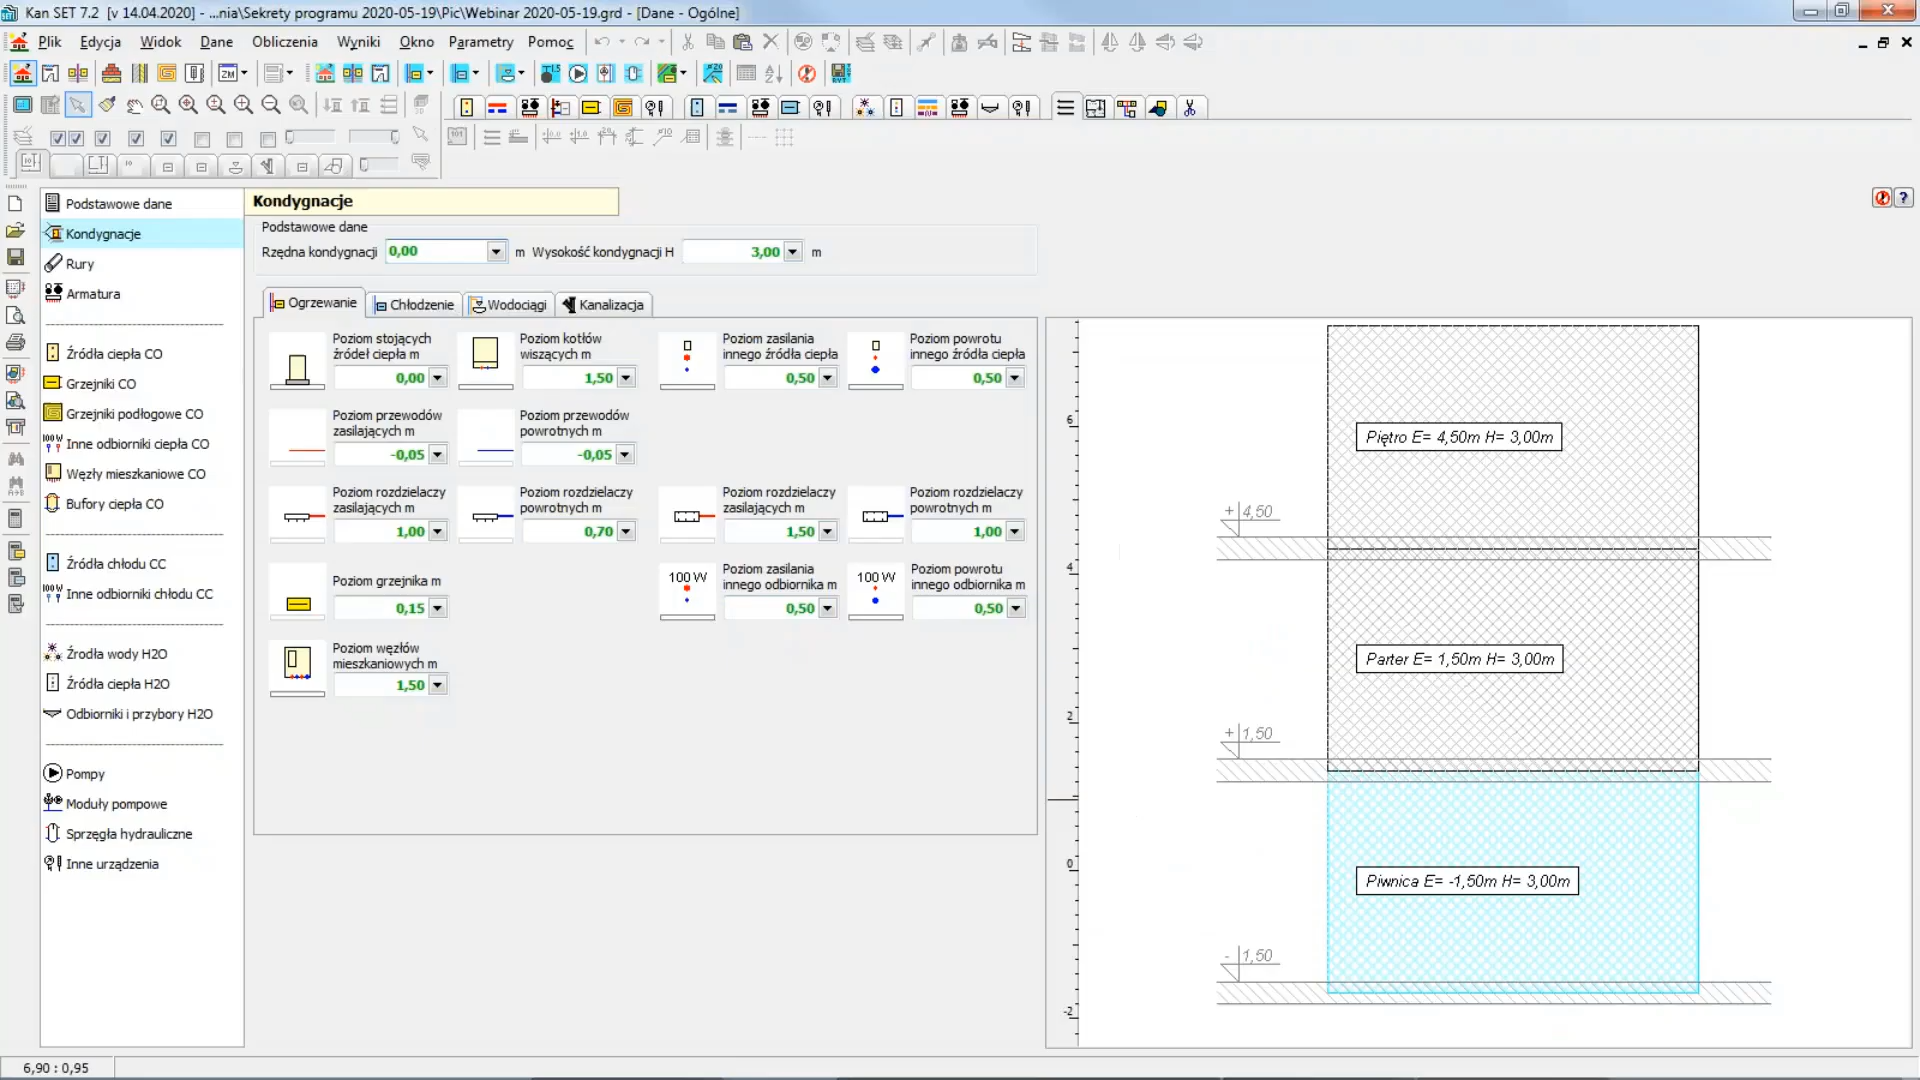 Kan SET 7.2 [v 14.04.2020] - ...nia\Sekrety programu 2020-05-19\Pic\Webinar 2020-05-19.grd - [Dane - Ogólne]
Plik Edycja Widok Dane Obliczenia Wyniki Okno Parametry Pomoc
Podstawowe dane
Kondygnacje
Rury
Armatura
Źródła ciepła CO
Grzejniki CO
Grzejniki podłogowe CO
Inne odbiorniki ciepła CO
Węzły mieszkaniowe CO
Bufory ciepła CO
Źródła chłodu CC
Inne odbiorniki chłodu CC
Źrodła wody H2O
Źródła ciepła H2O
Odbiorniki i przybory H2O
Pompy
Moduły pompowe
Sprzęgła hydrauliczne
Inne urządzenia
Kondygnacje
Podstawowe dane
Rzędna kondygnacji 0,00 m Wysokość kondygnacji H 3,00 m
Ogrzewanie Chłodzenie Wodociągi Kanalizacja
Poziom stojących źródeł ciepła m 0,00
Poziom kotłów wiszących m 1,50
Poziom zasilania innego źródła ciepła 0,50
Poziom powrotu innego źródła ciepła 0,50
Poziom przewodów zasilających m -0,05
Poziom przewodów powrotnych m -0,05
Poziom rozdzielaczy zasilających m 1,00
Poziom rozdzielaczy powrotnych m 0,70
Poziom rozdzielaczy zasilających m 1,50
Poziom rozdzielaczy powrotnych m 1,00
Poziom grzejnika m 0,15
100 W Poziom zasilania innego odbiornika m 0,50
100 W Poziom powrotu innego odbiornika m 0,50
Poziom węzłów mieszkaniowych m 1,50
6
4
2
0
-2
Piętro E= 4,50m H= 3,00m
+ 4,50
Parter E= 1,50m H= 3,00m
+ 1,50
Piwnica E= -1,50m H= 3,00m
- 1,50
6,90 : 0,95